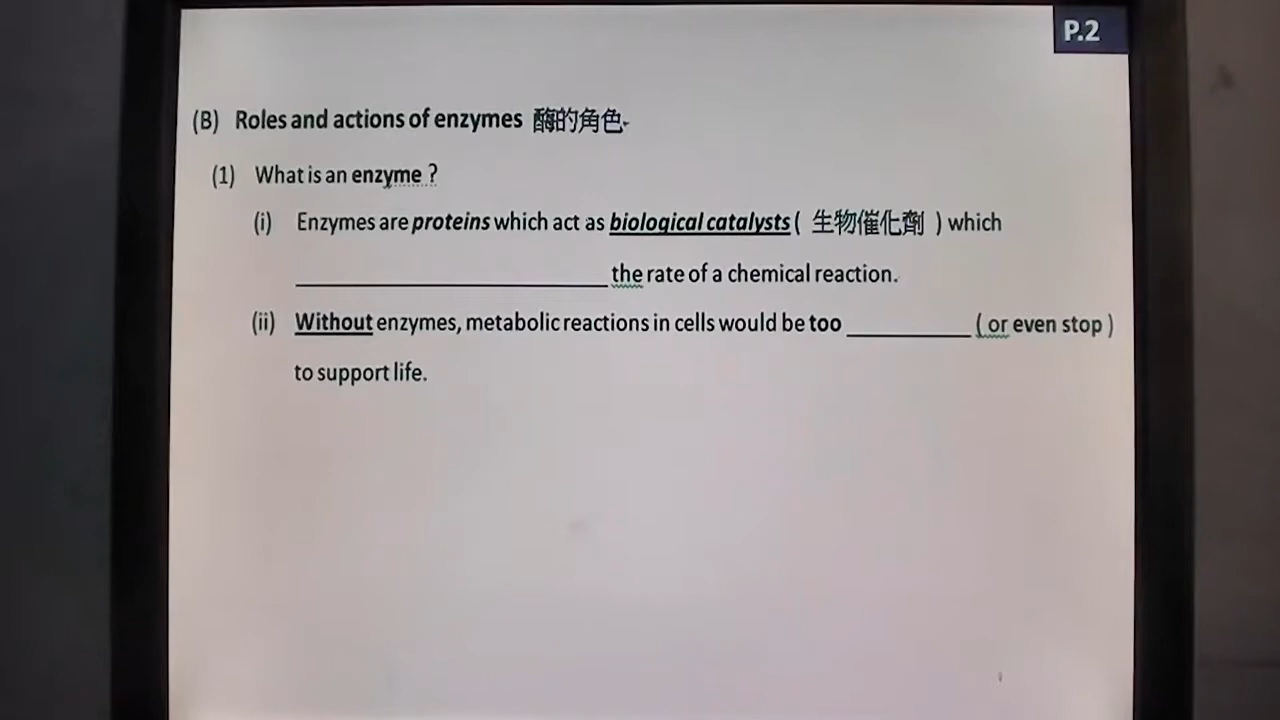 P.2
(B) Roles and actions of enzymes 酶的角色-
(1) What is an enzyme ?
(i) Enzymes are proteins which act as biological catalysts ( 生物催化劑 ) which
____________________ the rate of a chemical reaction.
(ii) Without enzymes, metabolic reactions in cells would be too ________ ( or even stop )
to support life.